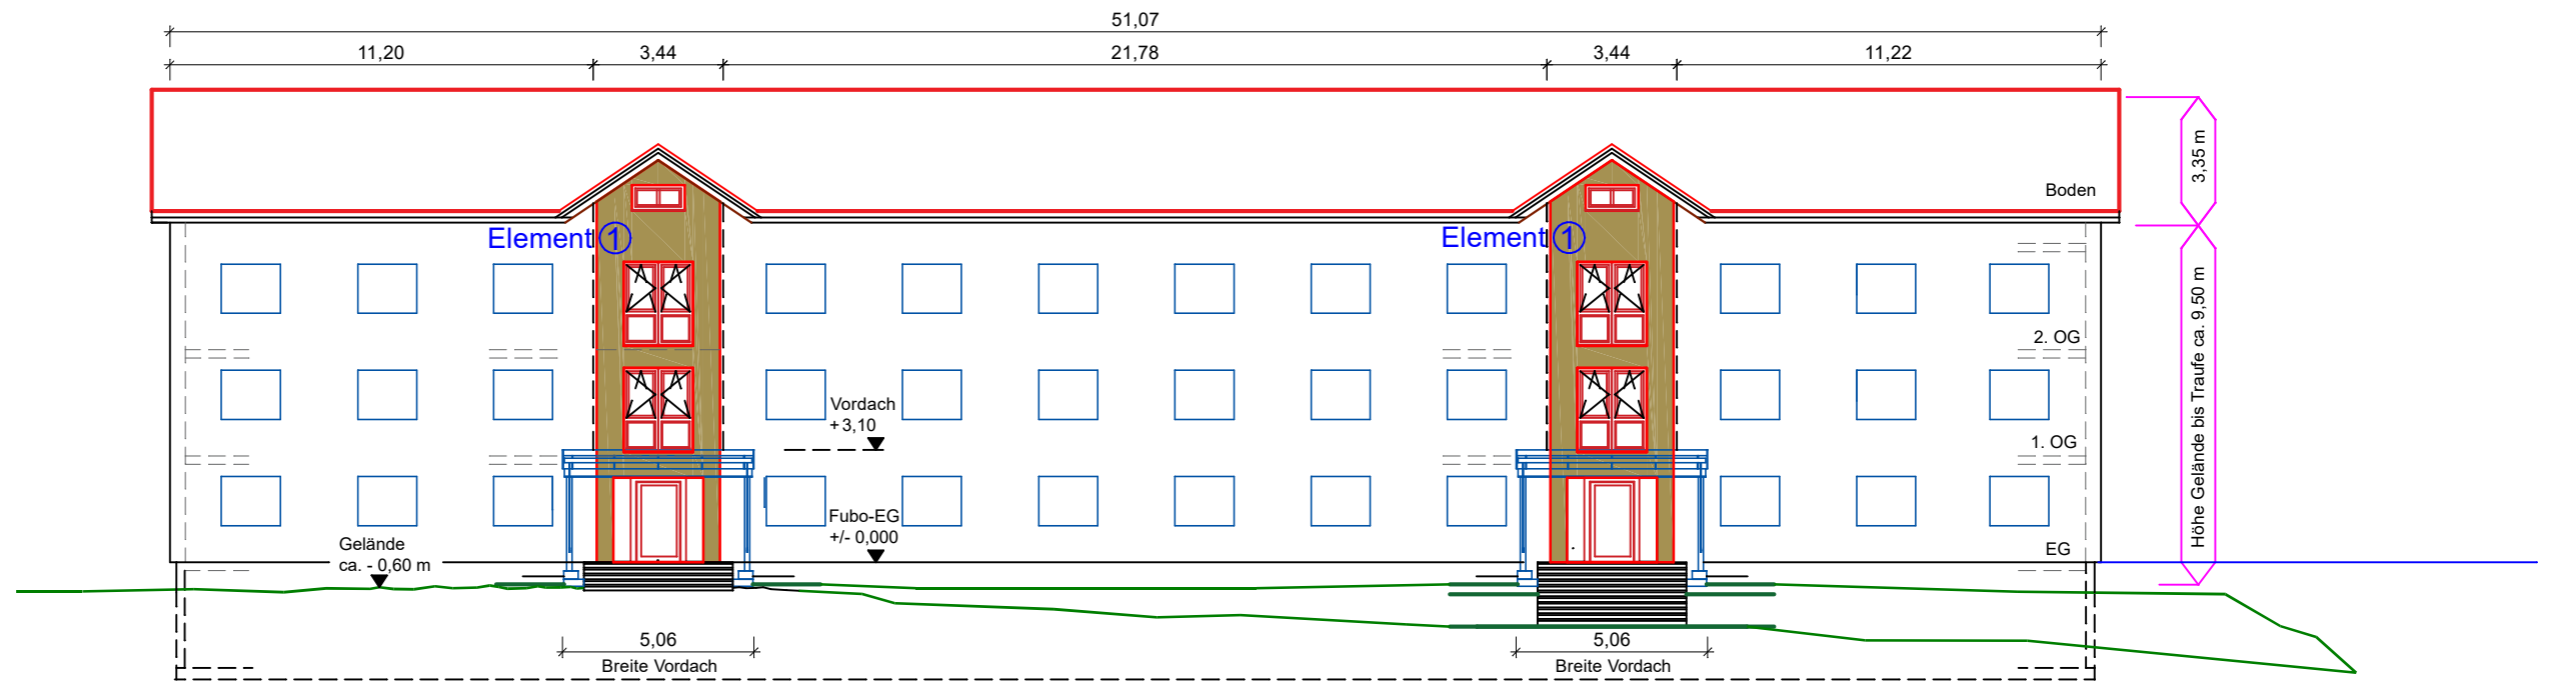 51,07
11,20 3,44 21,78 3,44 11,22
3,35 m
Boden
Element 1 Element 1
Höhe Gelände bis Traufe ca. 9,50 m
2. OG
Vordach
+ 3,10
1. OG
Fubo-EG
+/- 0,000
Gelände
ca. - 0,60 m
EG
5,06 5,06
Breite Vordach Breite Vordach